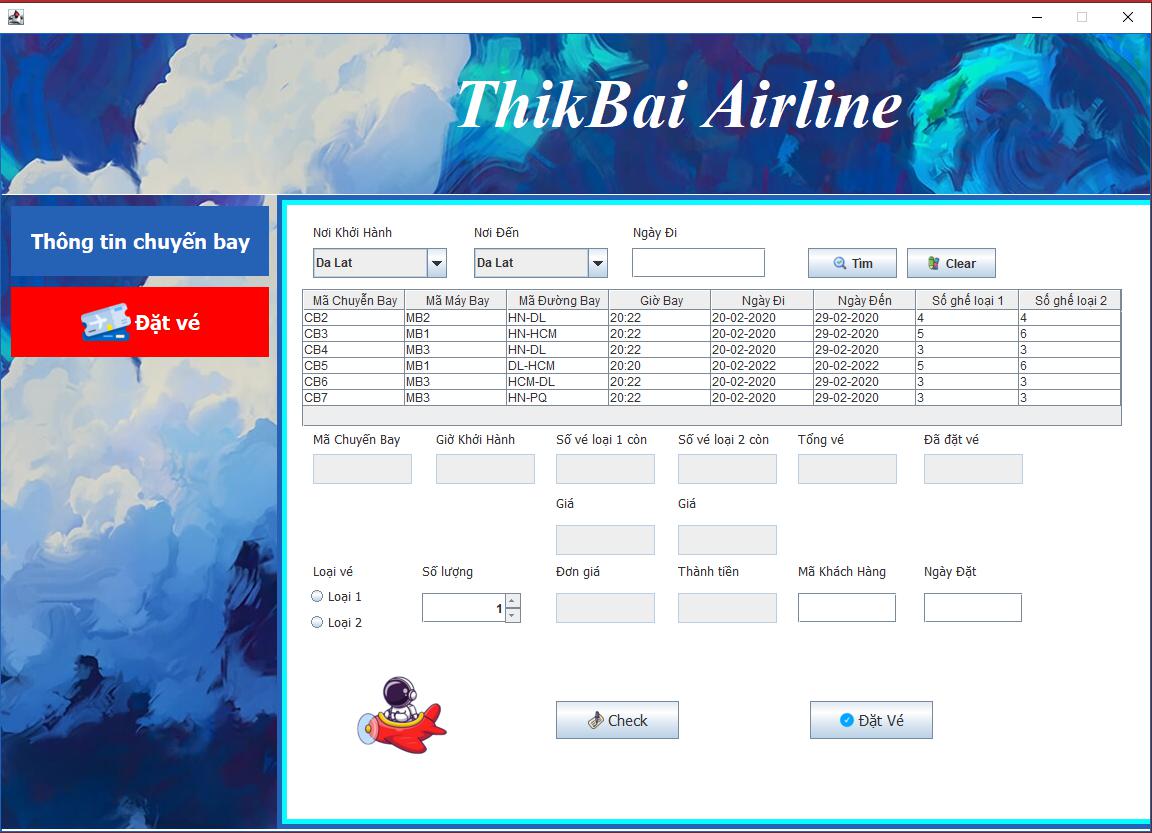 ThikBai Airline
Thông tin chuyến bay
Đặt vé
Nơi Khởi Hành Nơi Đến Ngày Đi
Da Lat Da Lat Tìm Clear
Mã Chuyến Bay Mã Máy Bay Mã Đường Bay Giờ Bay Ngày Đi Ngày Đến Số ghế loại 1 Số ghế loại 2
CB2 MB2 HN-DL 20:22 20-02-2020 29-02-2020 4 4
CB3 MB1 HN-HCM 20:22 20-02-2020 29-02-2020 5 6
CB4 MB3 HN-DL 20:22 20-02-2020 29-02-2020 3 3
CB5 MB1 DL-HCM 20:20 20-02-2022 20-02-2022 5 6
CB6 MB3 HCM-DL 20:22 20-02-2020 29-02-2020 3 3
CB7 MB3 HN-PQ 20:22 20-02-2020 29-02-2020 3 3
Mã Chuyến Bay Giờ Khởi Hành Số vé loại 1 còn Số vé loại 2 còn Tổng vé Đã đặt vé
Giá Giá
Loại vé Số lượng Đơn giá Thành tiền Mã Khách Hàng Ngày Đặt
Loại 1 1
Loại 2
Check Đặt Vé